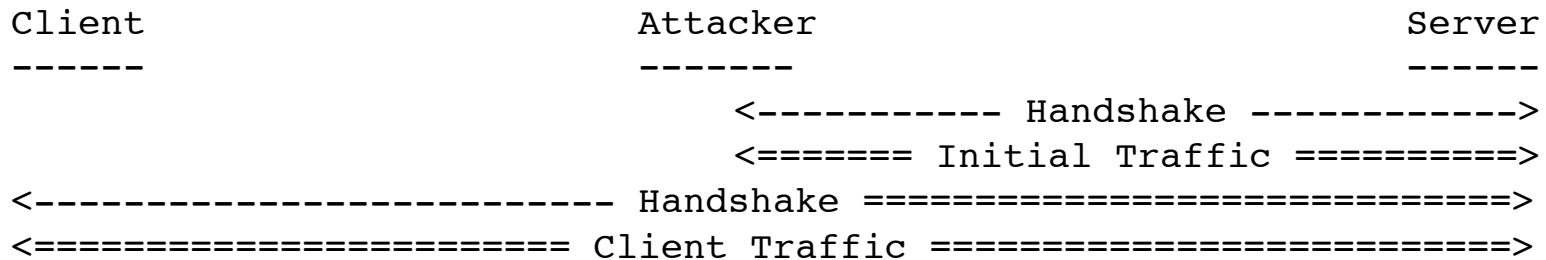 Client                        Attacker                        Server
------                        -------                         ------
                                  <----------- Handshake ------------>
                                  <======= Initial Traffic ==========>
<-------------------------- Handshake =============================>
<========================= Client Traffic ==========================>